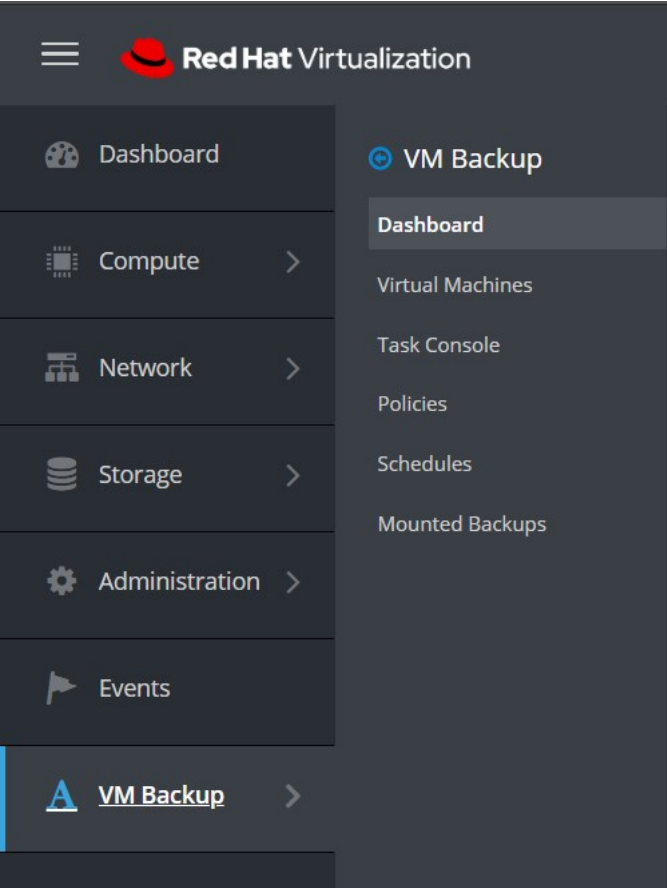 Red Hat Virtualization
Dashboard
Compute
Network
Storage
Administration
Events
A VM Backup
VM Backup
Dashboard
Virtual Machines
Task Console
Policies
Schedules
Mounted Backups